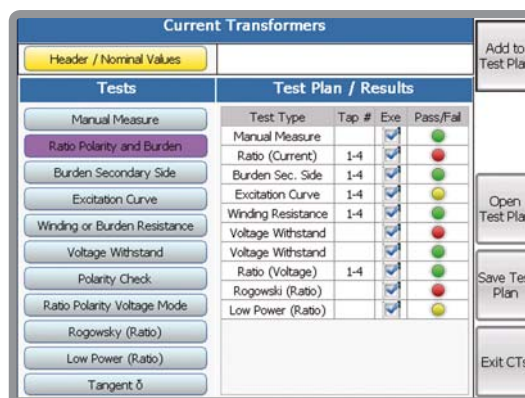 Current Transformers
Header / Nominal Values
Tests
Manual Measure
Ratio Polarity and Burden
Burden Secondary Side
Excitation Curve
Winding or Burden Resistance
Voltage Withstand
Polarity Check
Ratio Polarity Voltage Mode
Rogowsky (Ratio)
Low Power (Ratio)
Tangent δ
Test Plan / Results
Test Type Tap # Exe Pass/Fail
Manual Measure
Ratio (Current) 1-4
Burden Sec. Side 1-4
Excitation Curve 1-4
Winding Resistance 1-4
Voltage Withstand
Voltage Withstand
Ratio (Voltage) 1-4
Rogowski (Ratio)
Low Power (Ratio)
Add to
Test Pla
Open
Test Pla
Save Tes
Plan
Exit CTs